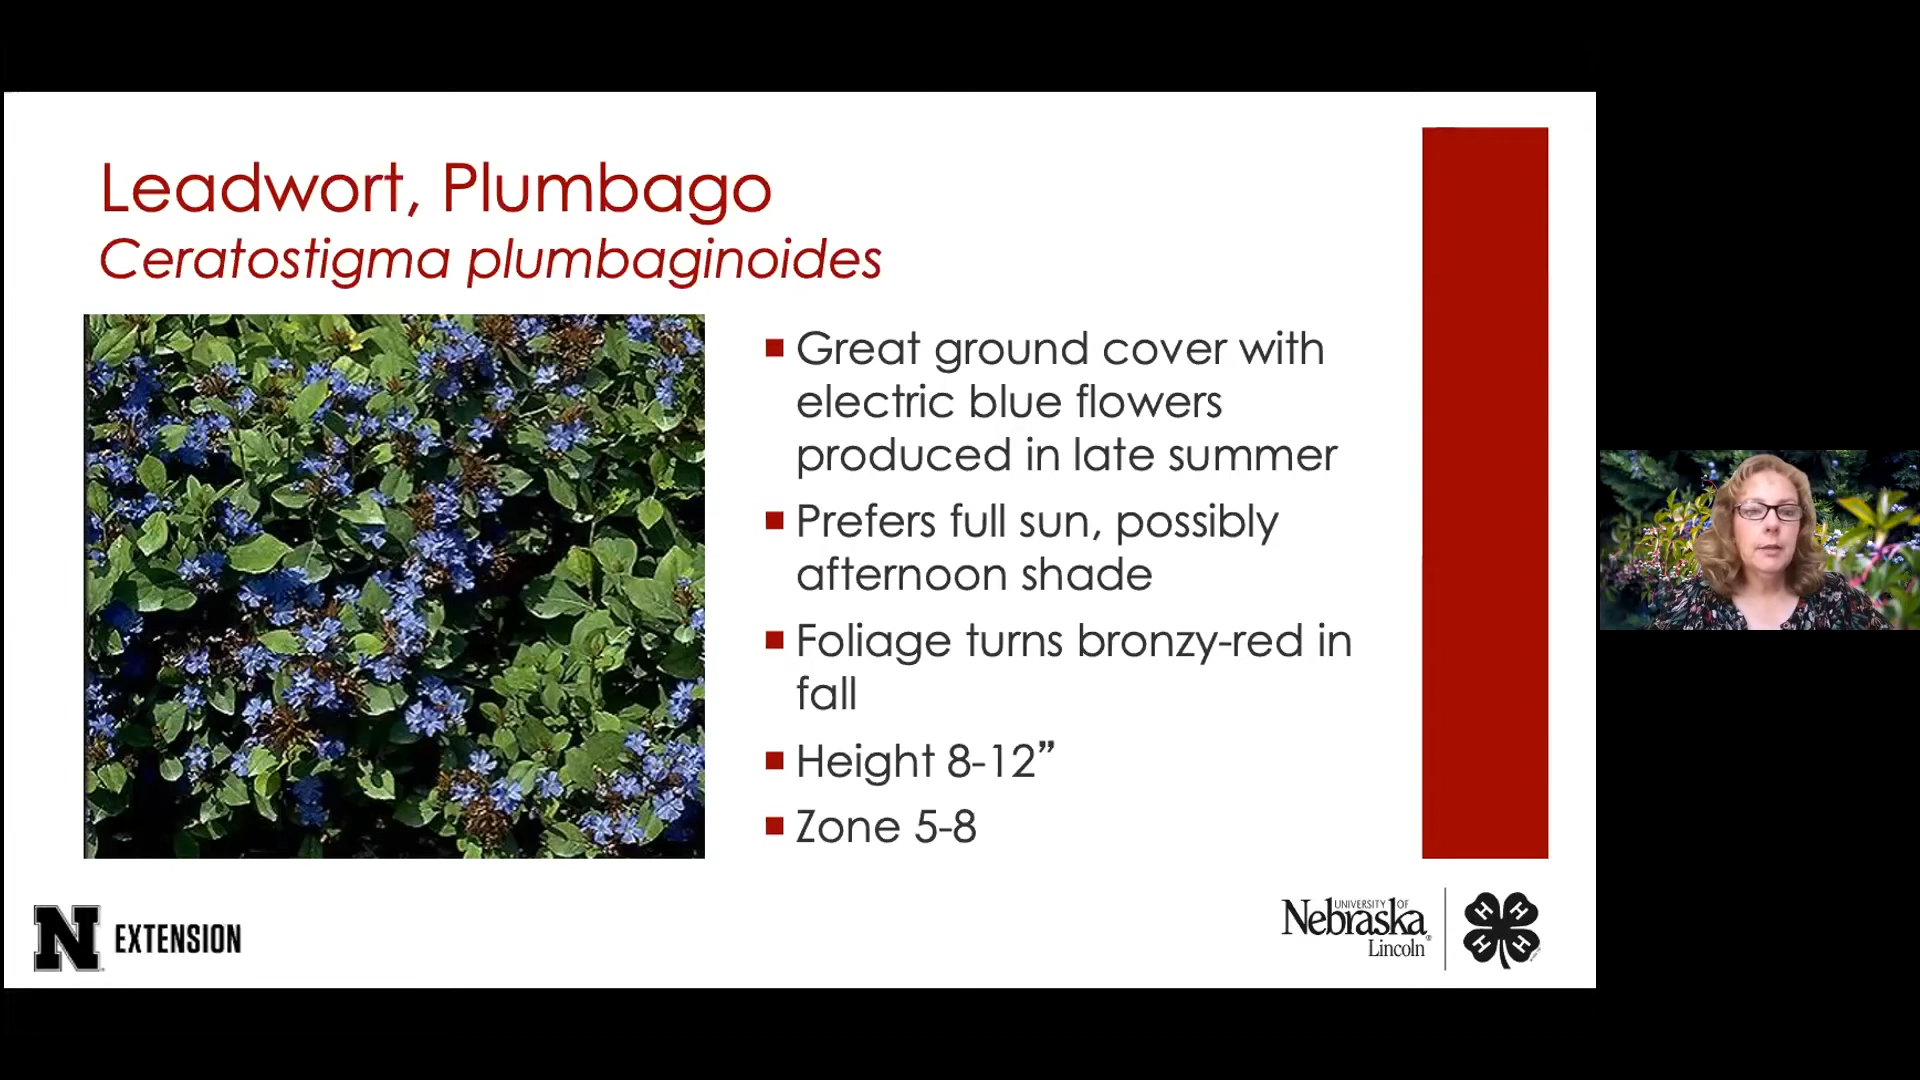 Leadwort, Plumbago
Ceratostigma plumbaginoides
Great ground cover with
electric blue flowers
produced in late summer
Prefers full sun, possibly
afternoon shade
Foliage turns bronzy-red in
fall
Height 8-12”
Zone 5-8
N EXTENSION
UNIVERSITY OF
Nebraska
Lincoln
H H H H